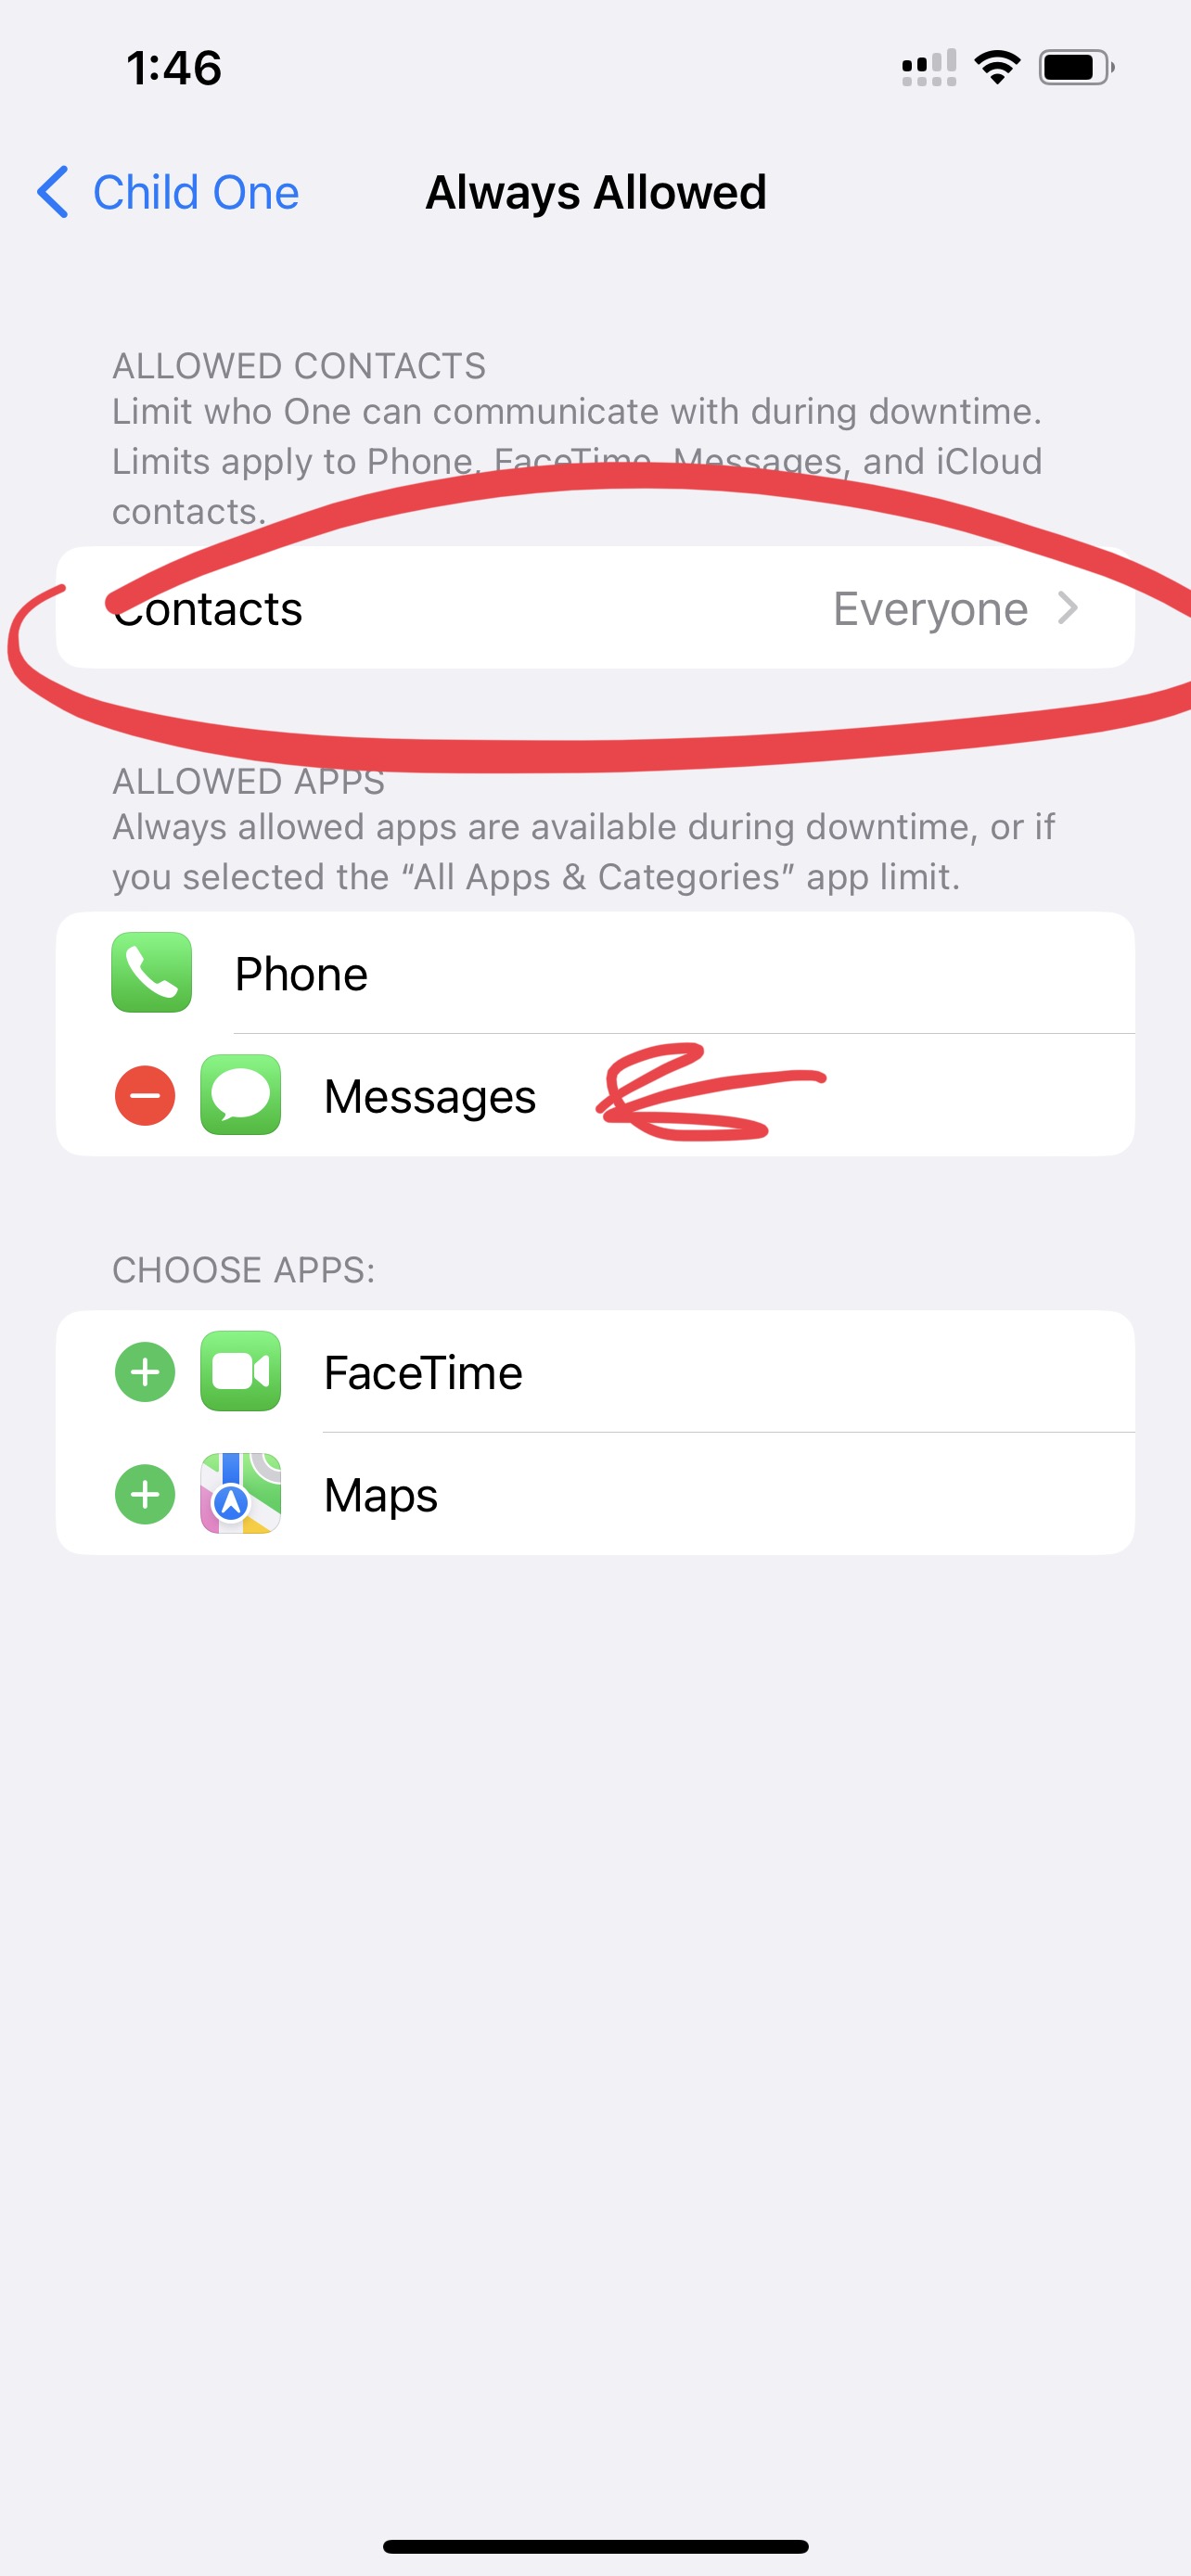 1:46
Child One
Always Allowed
ALLOWED CONTACTS
Limit who One can communicate with during downtime.
Limits apply to Phone, FaceTime, Messages, and iCloud
contacts.
Contacts
Everyone
ALLOWED APPS
Always allowed apps are available during downtime, or if
you selected the “All Apps & Categories” app limit.
Phone
Messages
CHOOSE APPS:
FaceTime
Maps